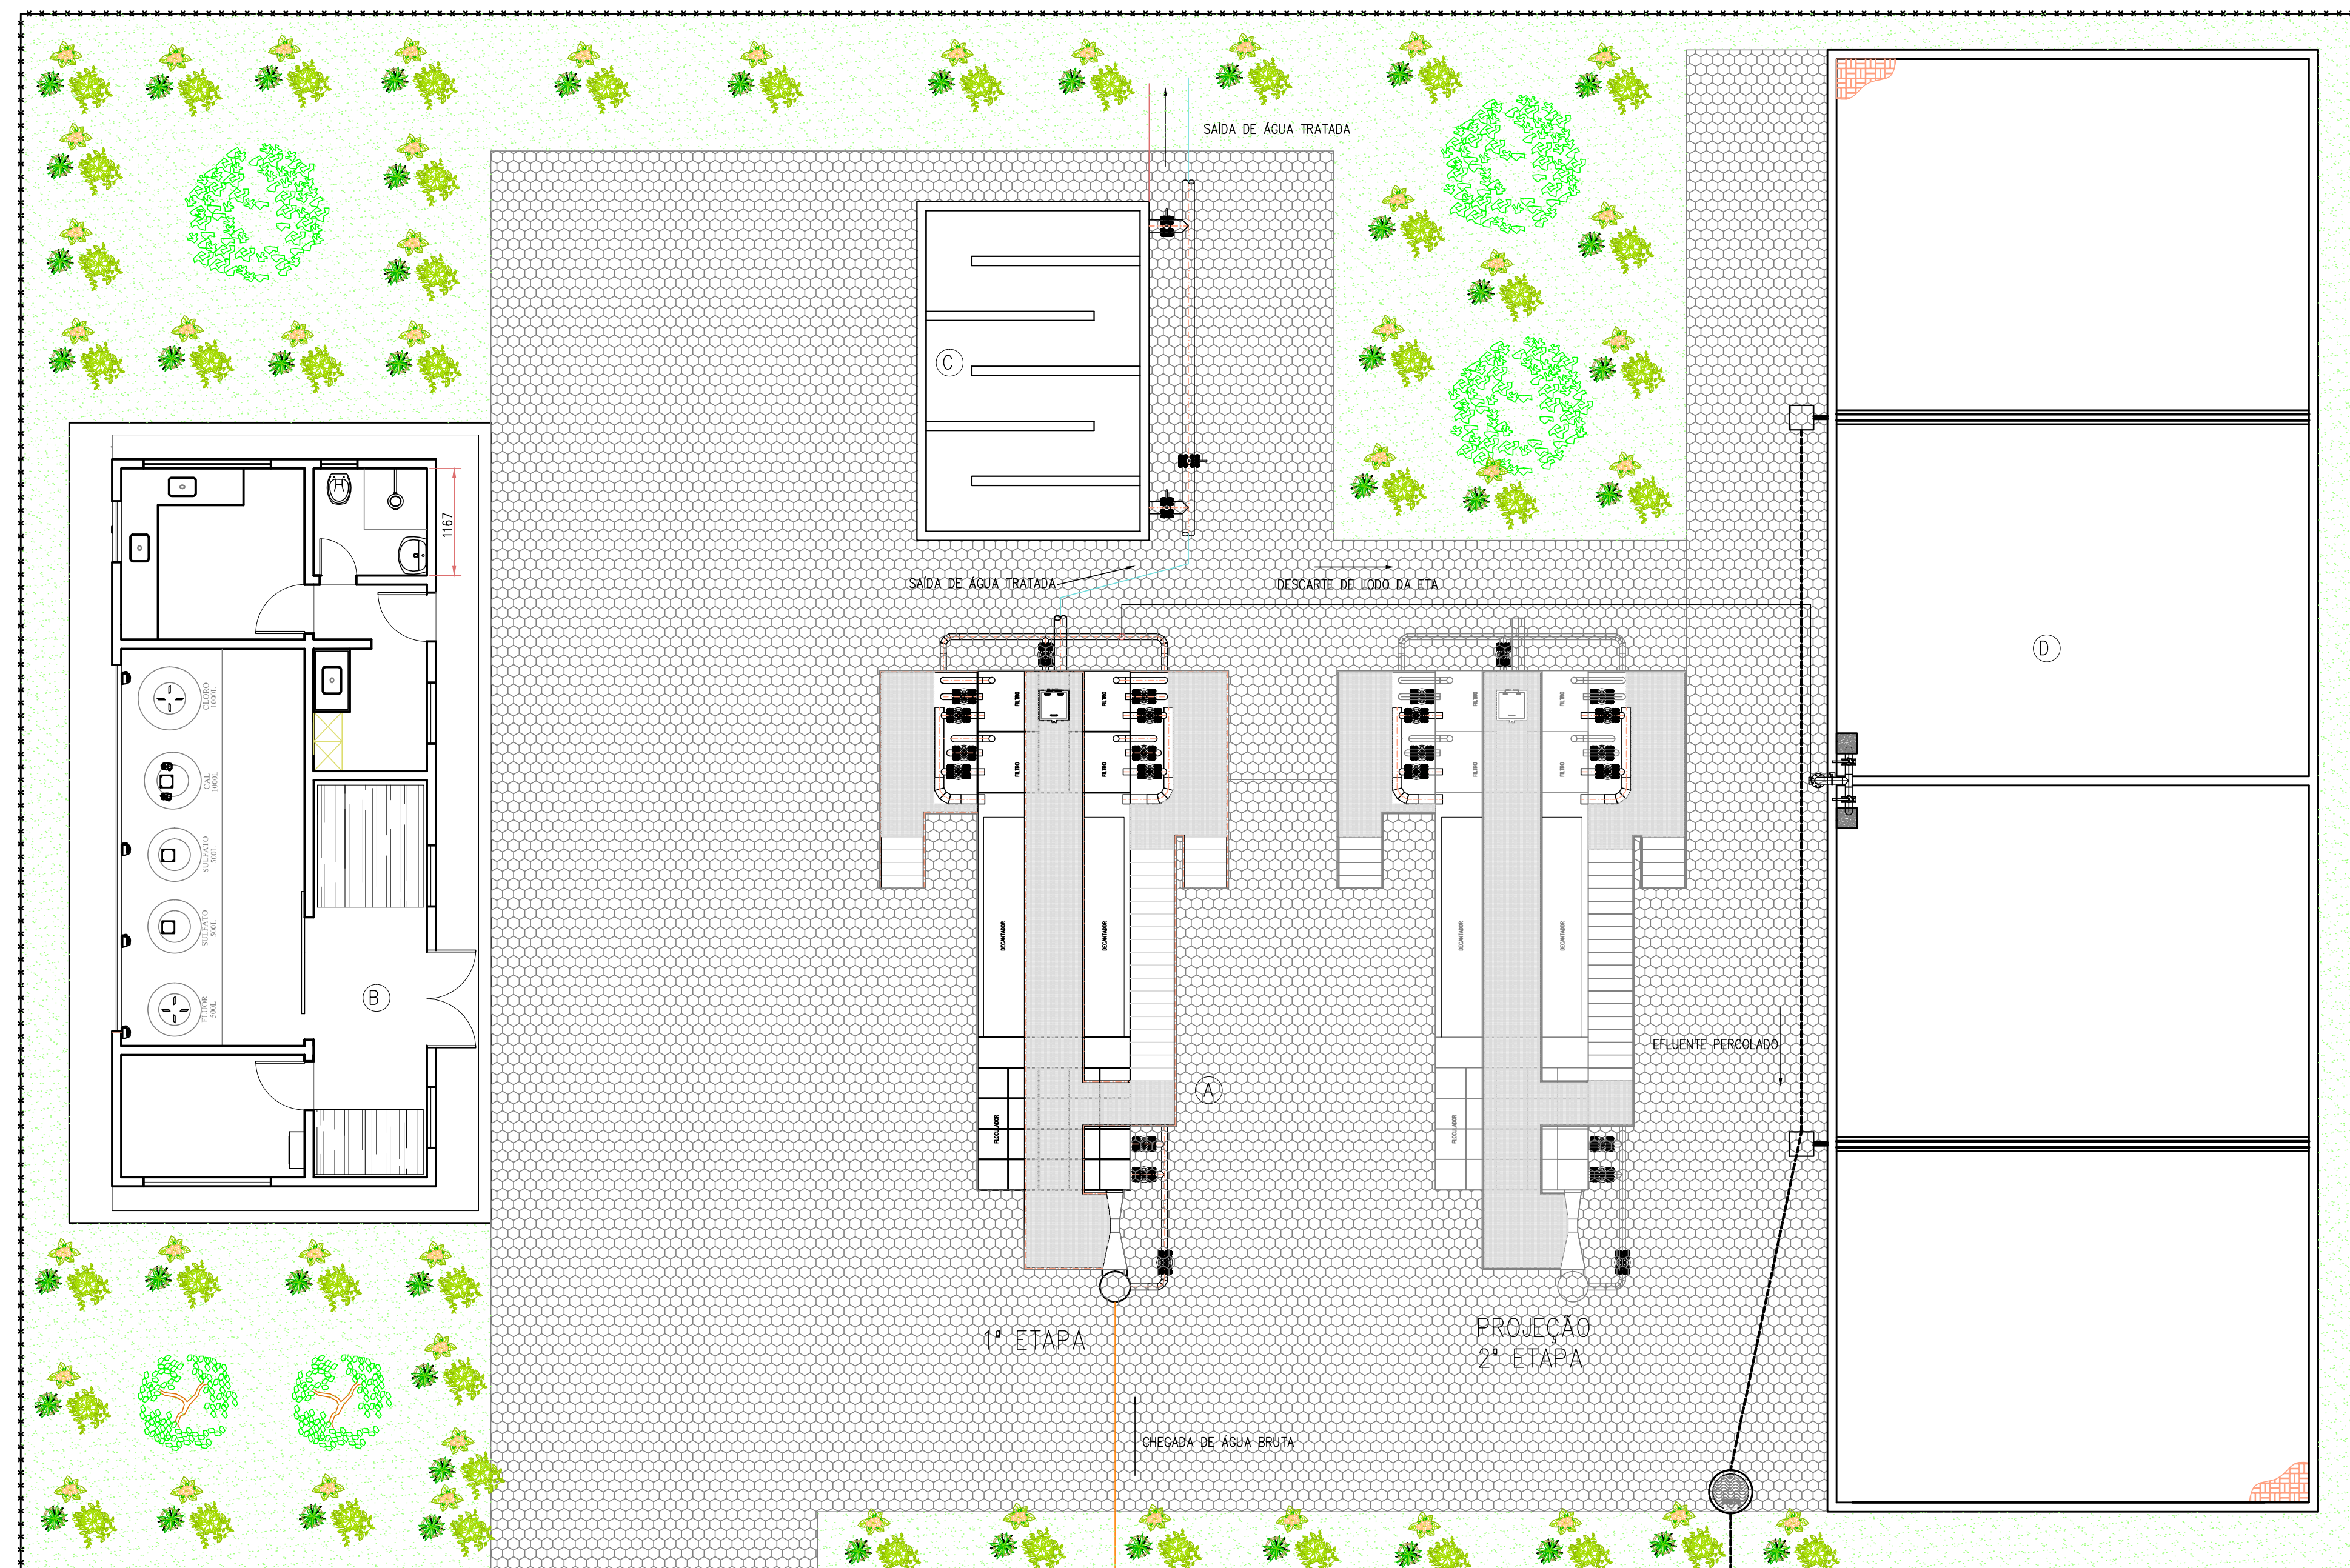 SAÍDA DE ÁGUA TRATADA
C
1167
SAÍDA DE ÁGUA TRATADA
DESCARTE DE LODO DA ETA
D
CLORO
1000L
CAL
1000L
SULFATO
500L
SULFATO
500L
FLUOR
500L
B
FILTRO
FILTRO
FILTRO
FILTRO
DECANTADOR
DECANTADOR
FLOCULADOR
A
FILTRO
FILTRO
FILTRO
FILTRO
DECANTADOR
DECANTADOR
FLOCULADOR
EFLUENTE PERCOLADO
1ª ETAPA
PROJEÇÃO
2ª ETAPA
CHEGADA DE ÁGUA BRUTA